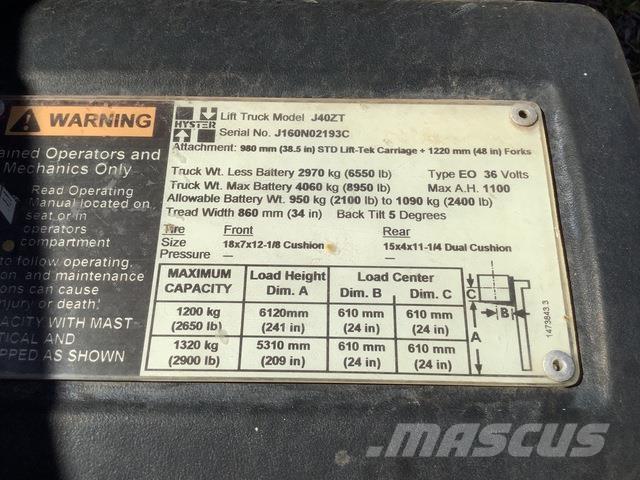 WARNING
ained Operators and
Mechanics Only
Read Operating
Manual located on
seat or in
operators
compartment
to follow operating,
on, and maintenance
ons can cause
njury or death.
PACITY WITH MAST
TICAL AND
PPED AS SHOWN
HYSTER
Lift Truck Model J40ZT
Serial No. J160N02193C
Attachment: 980 mm (38.5 in) STD Lift-Tek Carriage + 1220 mm (48 in) Forks
Truck Wt. Less Battery 2970 kg (6550 lb) Type EO 36 Volts
Truck Wt. Max Battery 4060 kg (8950 lb) Max A.H. 1100
Allowable Battery Wt. 950 kg (2100 lb) to 1090 kg (2400 lb)
Tread Width 860 mm (34 in) Back Tilt 5 Degrees
Tire Front Rear
Size 18x7x12-1/8 Cushion 15x4x11-1/4 Dual Cushion
Pressure — —
MAXIMUM CAPACITY Load Height Dim. A Load Center Dim. B Dim. C
1200 kg 6120mm 610 mm 610 mm
(2650 lb) (241 in) (24 in) (24 in)
1320 kg 5310 mm 610 mm 610 mm
(2900 lb) (209 in) (24 in) (24 in)
C
B
A
1473843.3
MASCUS